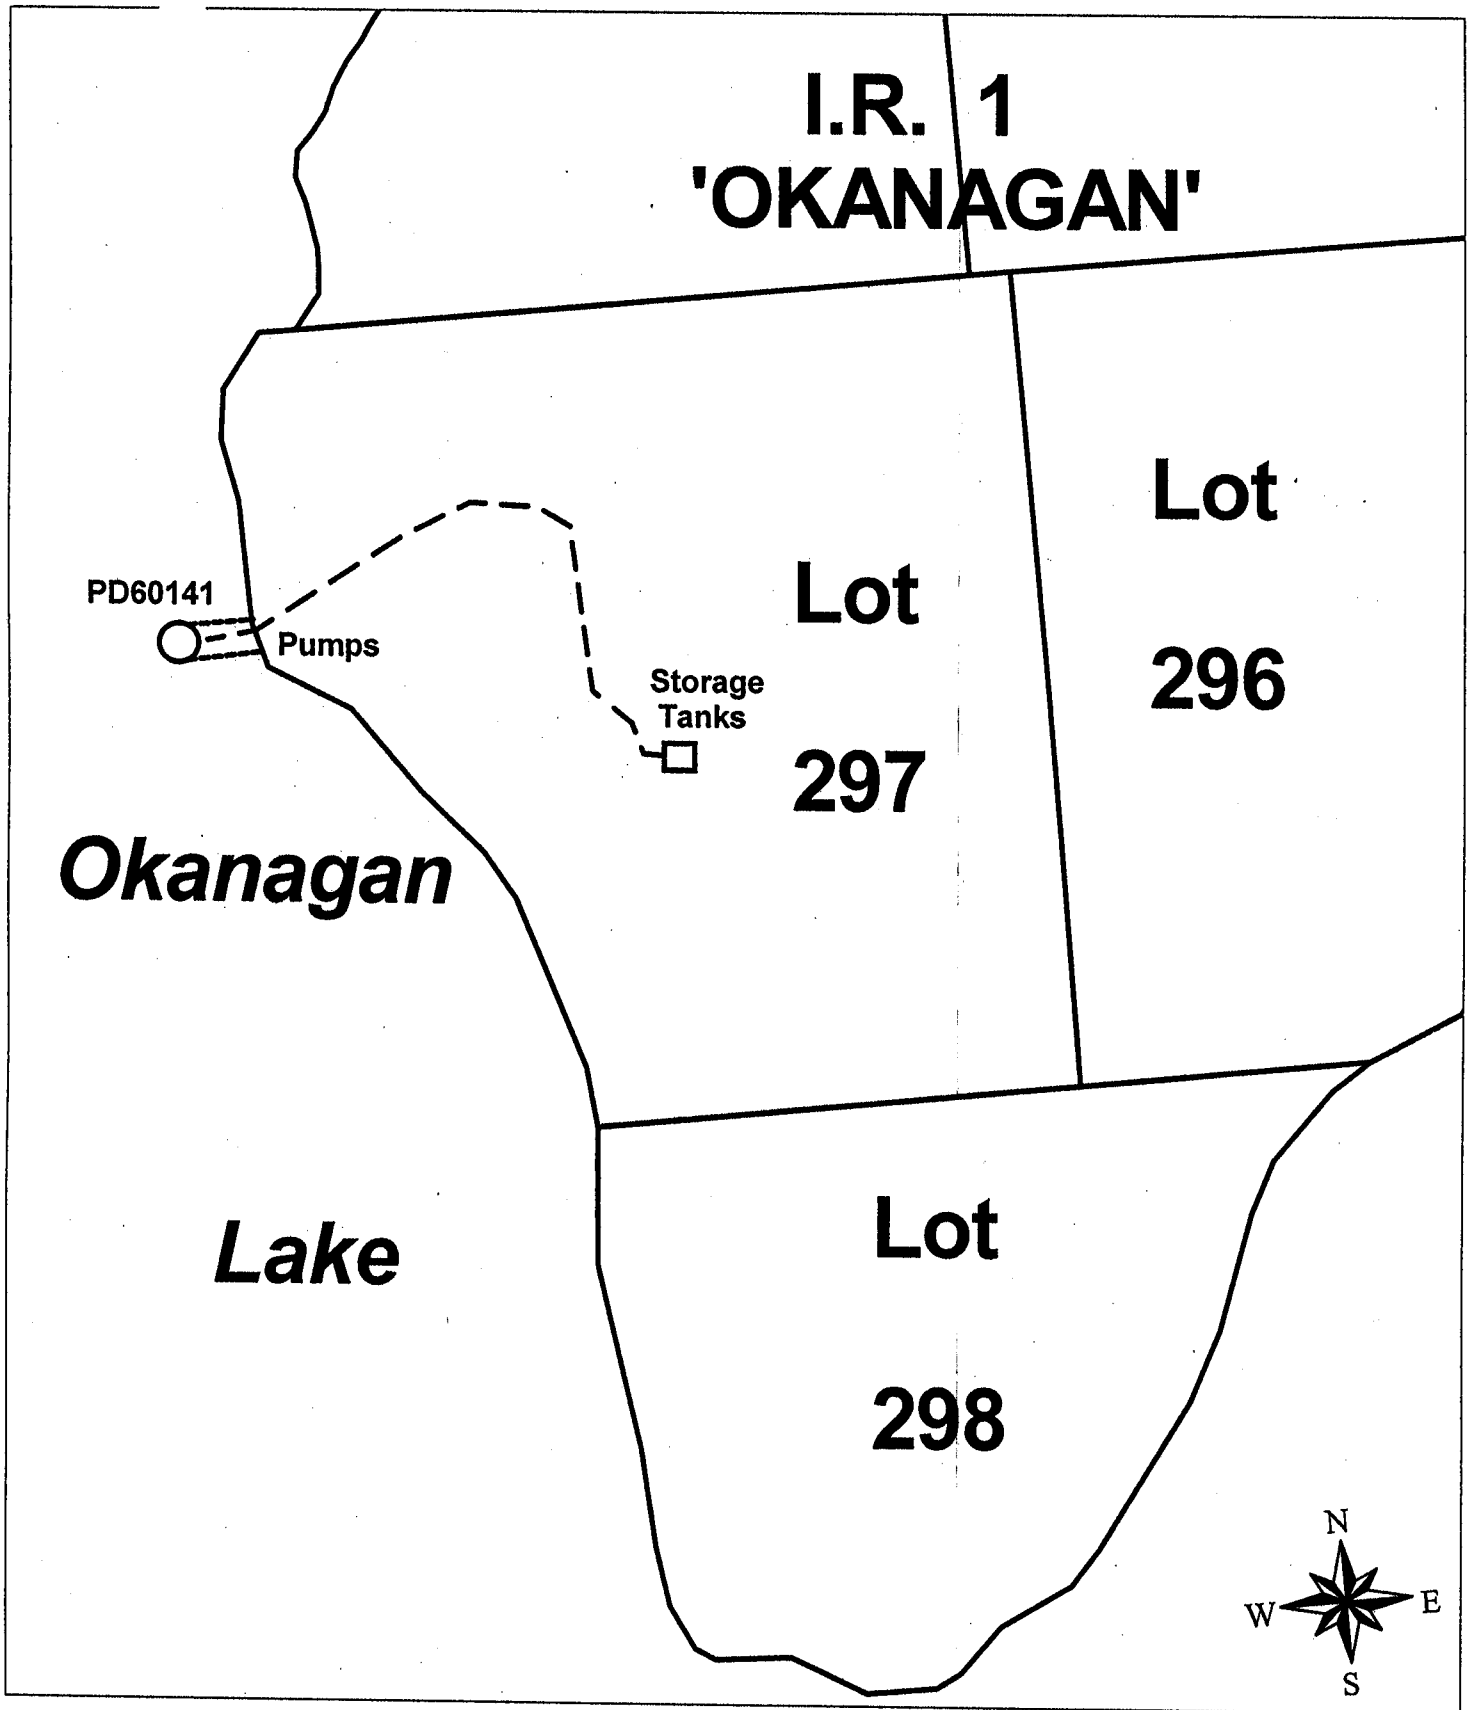 I.R. 1
'OKANAGAN'
Lot
296
Lot
297
PD60141
Pumps
Storage
Tanks
Okanagan
Lake
Lot
298
N
W E
S